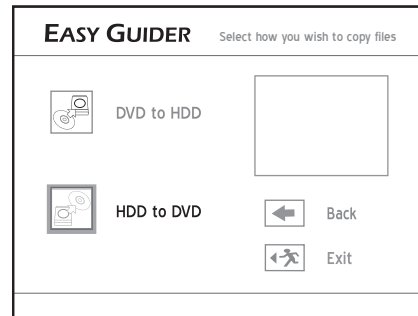 EASY GUIDER Select how you wish to copy files
DVD to HDD
HDD to DVD
Back
Exit